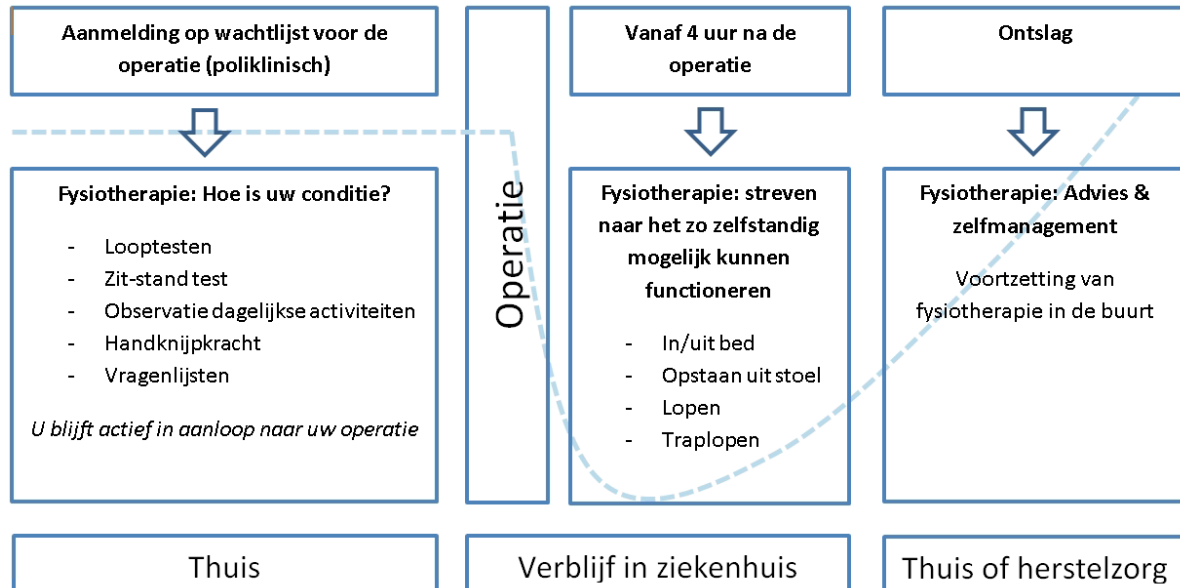 Aanmelding op wachtlijst voor de
operatie (poliklinisch)
Fysiotherapie: Hoe is uw conditie?
- Looptesten
- Zit-stand test
- Observatie dagelijkse activiteiten
- Handknijpkracht
- Vragenlijsten
U blijft actief in aanloop naar uw operatie
Thuis
Operatie
Vanaf 4 uur na de
operatie
Fysiotherapie: streven
naar het zo zelfstandig
mogelijk kunnen
functioneren
- In/uit bed
- Opstaan uit stoel
- Lopen
- Traplopen
Verblijf in ziekenhuis
Ontslag
Fysiotherapie: Advies &
zelfmanagement
Voortzetting van
fysiotherapie in de buurt
Thuis of herstelzorg